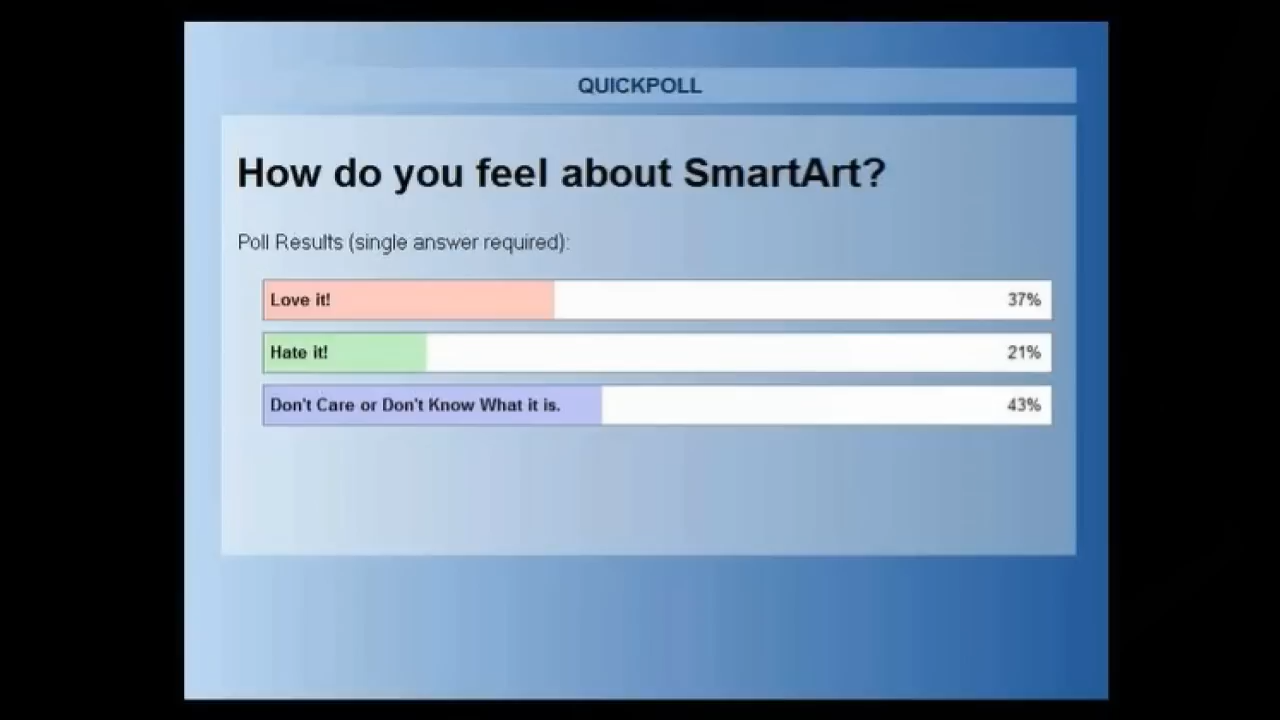 QUICKPOLL
How do you feel about SmartArt?
Poll Results (single answer required):
Love it! 37%
Hate it! 21%
Don't Care or Don't Know What it is. 43%